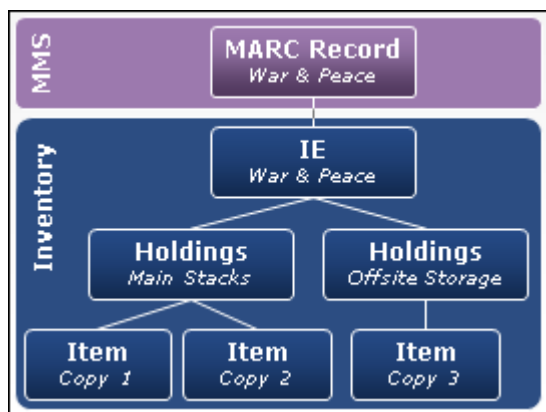 MMS
MARC Record
War & Peace
Inventory
IE
War & Peace
Holdings
Main Stacks
Holdings
Offsite Storage
Item
Copy 1
Item
Copy 2
Item
Copy 3